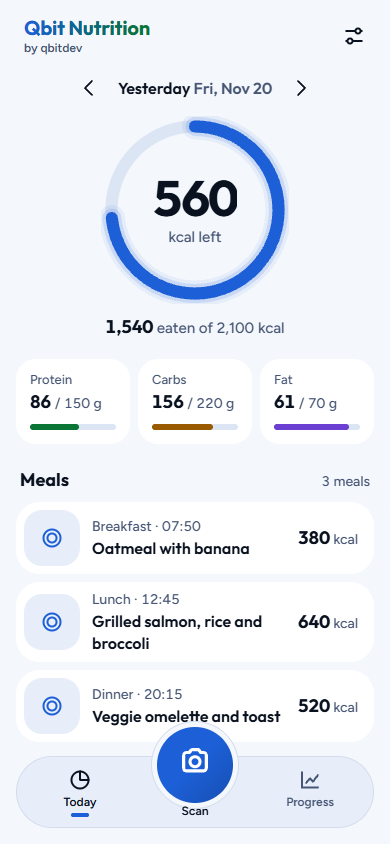 Qbit Nutrition
by qbitdev
Yesterday Fri, Nov 20
560
kcal left
1,540 eaten of 2,100 kcal
Protein
86 / 150 g
Carbs
156 / 220 g
Fat
61 / 70 g
Meals
3 meals
Breakfast · 07:50
Oatmeal with banana
380 kcal
Lunch · 12:45
Grilled salmon, rice and
broccoli
640 kcal
Dinner · 20:15
Veggie omelette and toast
520 kcal
Today
Scan
Progress